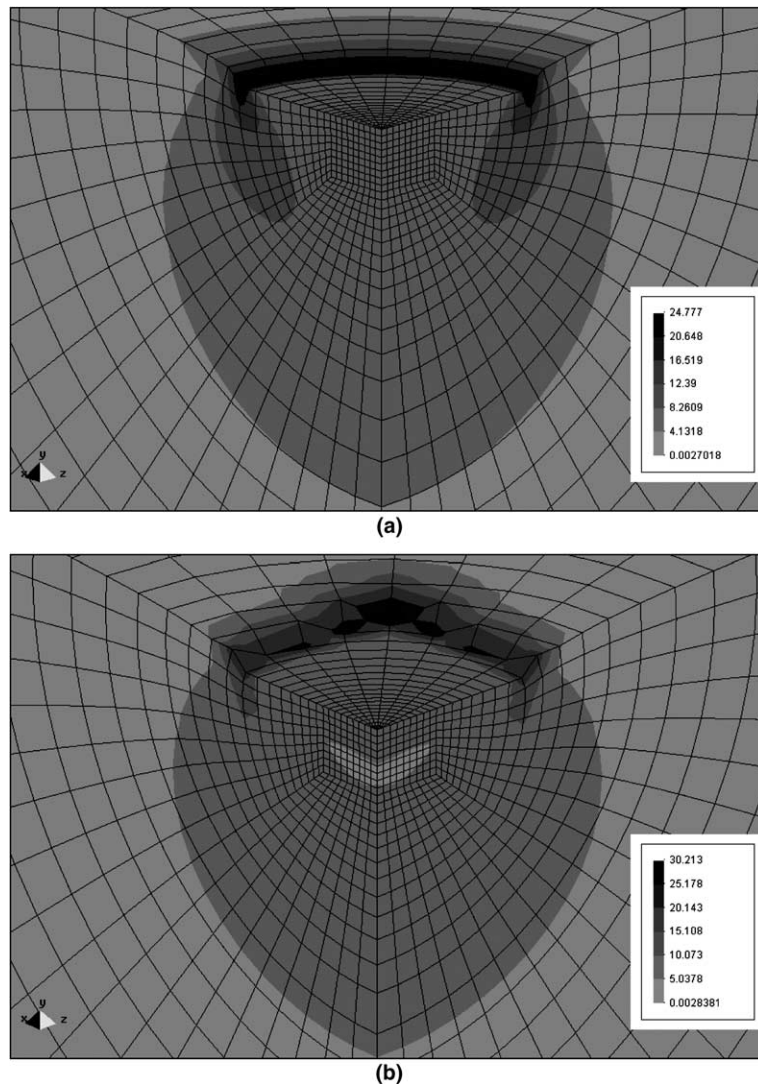 24.777
20.648
16.519
12.39
8.2609
4.1318
0.0027018
y
x z
(a)
30.213
25.178
20.143
15.108
10.073
5.0378
0.0028381
y
x z
(b)